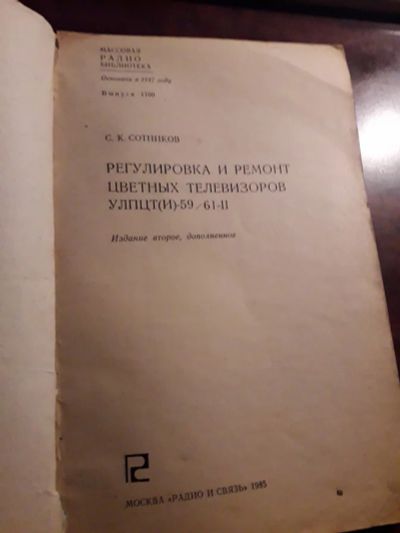 МАССОВАЯ
РАДИО
БИБЛИОТЕКА
Основана в 1947 году
Выпуск 1100
С. К. СОТНИКОВ
РЕГУЛИРОВКА И РЕМОНТ
ЦВЕТНЫХ ТЕЛЕВИЗОРОВ
УЛПЦТ(И)-59/61-II
Издание второе, дополненное
МОСКВА «РАДИО И СВЯЗЬ» 1985